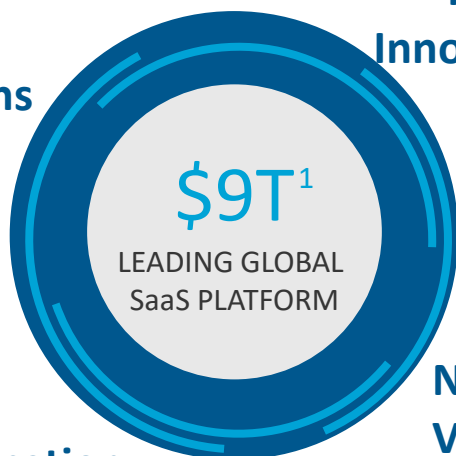 Inno
ns
$9T¹
LEADING GLOBAL
SaaS PLATFORM
N
V